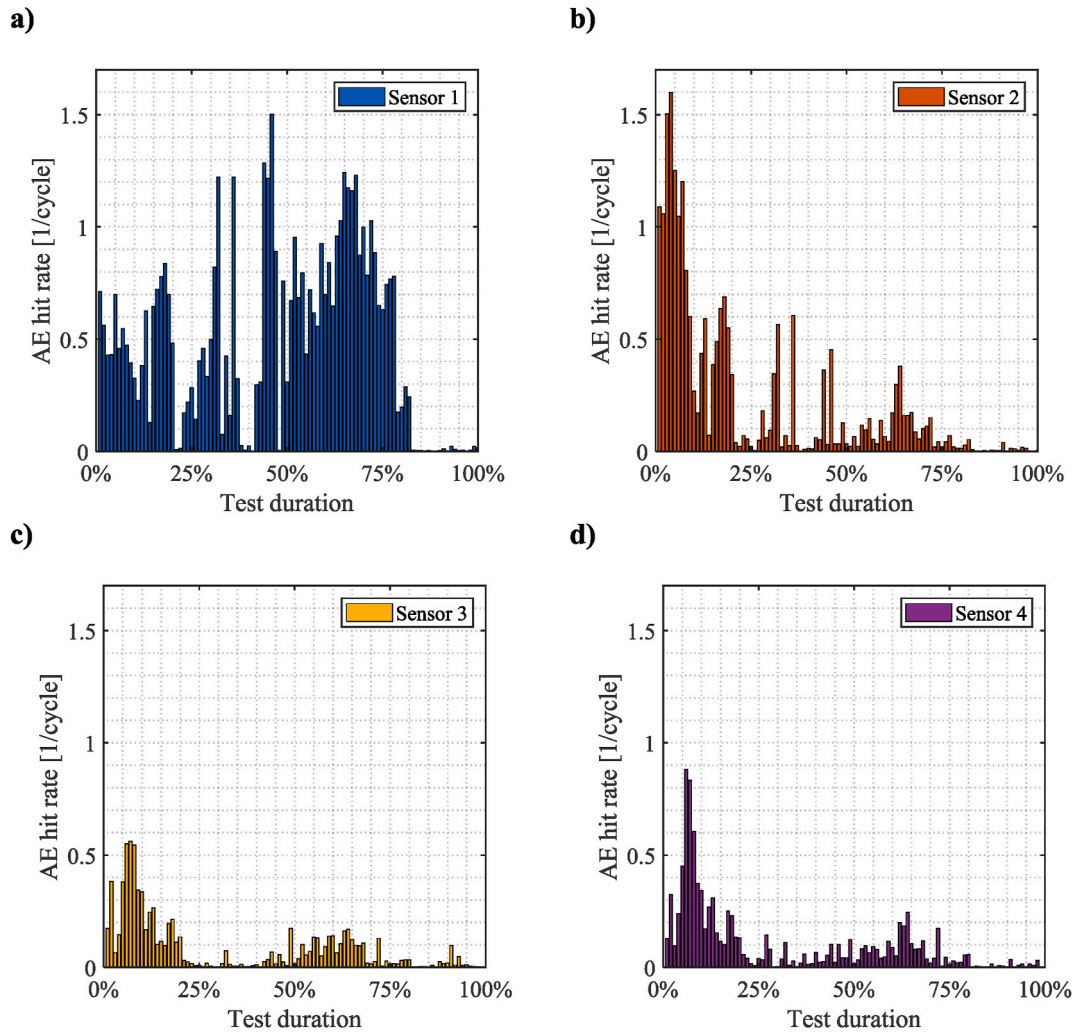 a)
b)
Sensor 1
Sensor 2
AE hit rate [1/cycle]
1.5
1
0.5
0
0%
25%
50%
75%
100%
Test duration
AE hit rate [1/cycle]
1.5
1
0.5
0
0%
25%
50%
75%
100%
Test duration
c)
d)
Sensor 3
Sensor 4
AE hit rate [1/cycle]
1.5
1
0.5
0
0%
25%
50%
75%
100%
Test duration
AE hit rate [1/cycle]
1.5
1
0.5
0
0%
25%
50%
75%
100%
Test duration